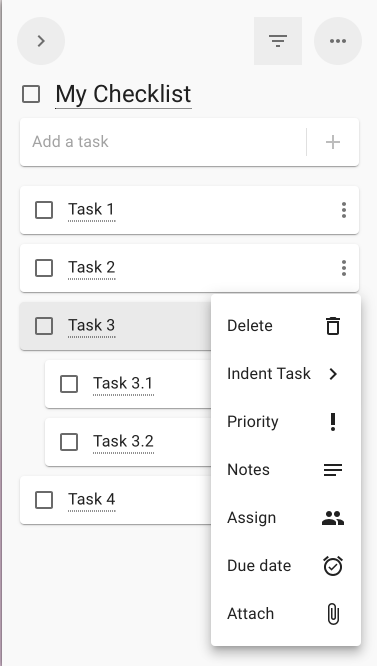 My Checklist
Add a task
Task 1
Task 2
Task 3
Task 3.1
Task 3.2
Task 4
Delete
Indent Task
Priority
Notes
Assign
Due date
Attach